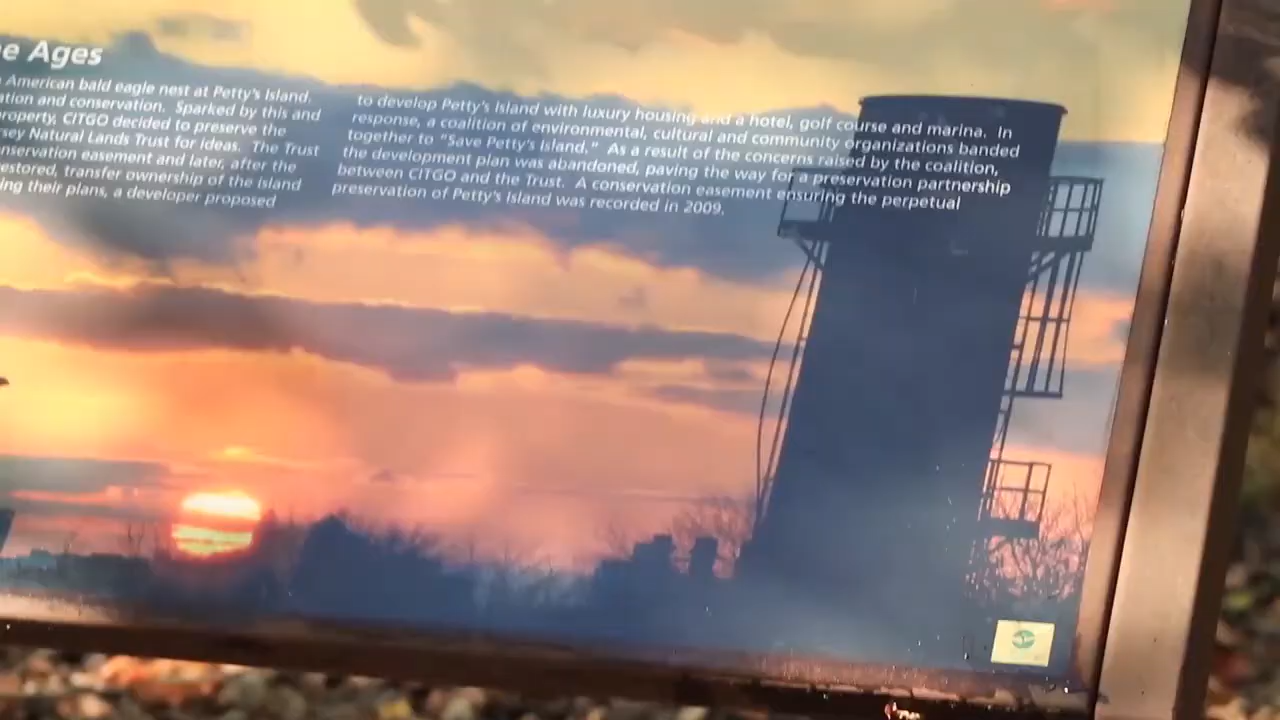 e Ages
American bald eagle nest at Petty's Island.
ation and conservation. Sparked by this and
property, CITGO decided to preserve the
rsey Natural Lands Trust for ideas. The Trust
nservation easement and later, after the
estored, transfer ownership of the island
ing their plans, a developer proposed
to develop Petty's Island with luxury housing and a hotel, golf course and marina. In
response, a coalition of environmental, cultural and community organizations banded
together to "Save Petty's Island." As a result of the concerns raised by the coalition,
the development plan was abandoned, paving the way for a preservation partnership
between CITGO and the Trust. A conservation easement ensuring the perpetual
preservation of Petty's Island was recorded in 2009.